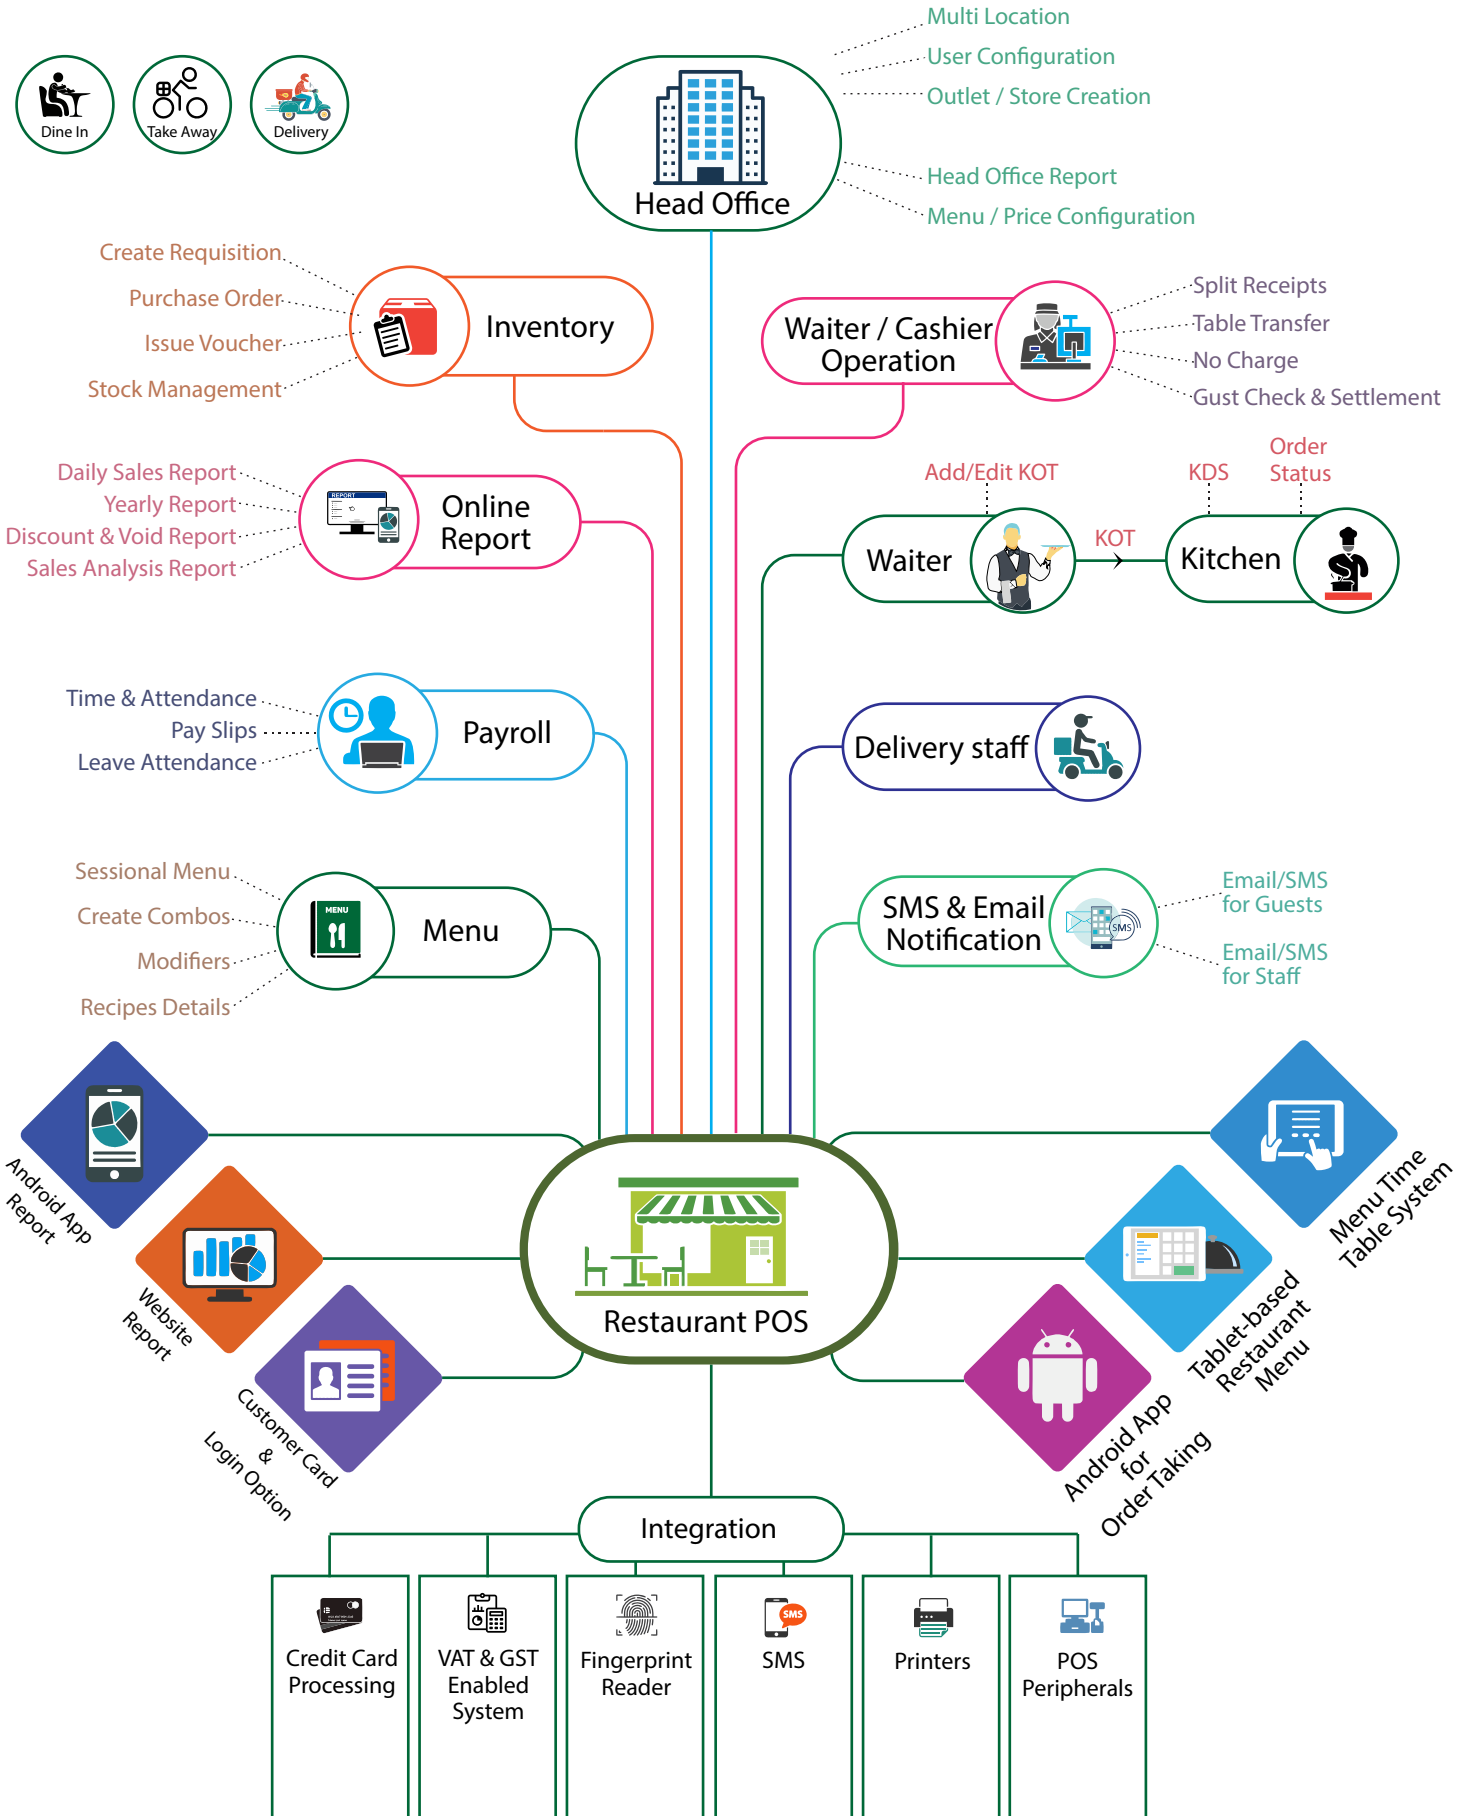 Multi Location
User Configuration
Outlet / Store Creation
Head Office Report
Menu / Price Configuration
Head Office
Dine In
Take Away
Delivery
Create Requisition
Purchase Order
Issue Voucher
Stock Management
Inventory
Waiter / Cashier
Operation
Split Receipts
Table Transfer
No Charge
Gust Check & Settlement
Daily Sales Report
Yearly Report
Discount & Void Report
Sales Analysis Report
REPORT
Online
Report
Add/Edit KOT
Waiter
KOT
KDS
Order
Status
Kitchen
Time & Attendance
Pay Slips
Leave Attendance
Payroll
Delivery staff
Sessional Menu
Create Combos
Modifiers
Recipes Details
MENU
Menu
SMS & Email
Notification
SMS
Email/SMS
for Guests
Email/SMS
for Staff
Android App
Report
Website
Report
Customer Card
&
Login Option
Restaurant POS
Menu Time
Table System
Tablet-based
Restaurant
Menu
Android App
for
Order Taking
Integration
Credit Card
Processing
VAT & GST
Enabled
System
Fingerprint
Reader
SMS
SMS
Printers
POS
Peripherals